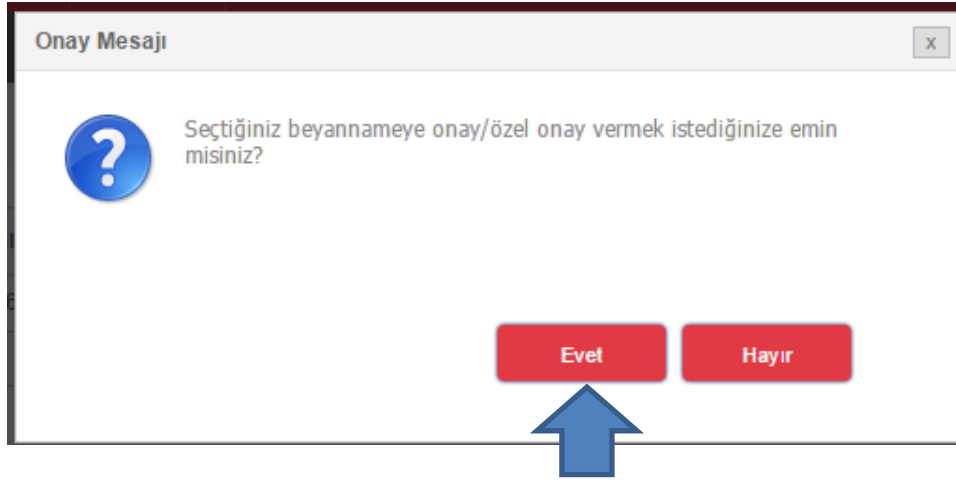 Onay Mesajı
x
Seçtiğiniz beyannameye onay/özel onay vermek istediğinize emin
misiniz?
Evet
Hayır